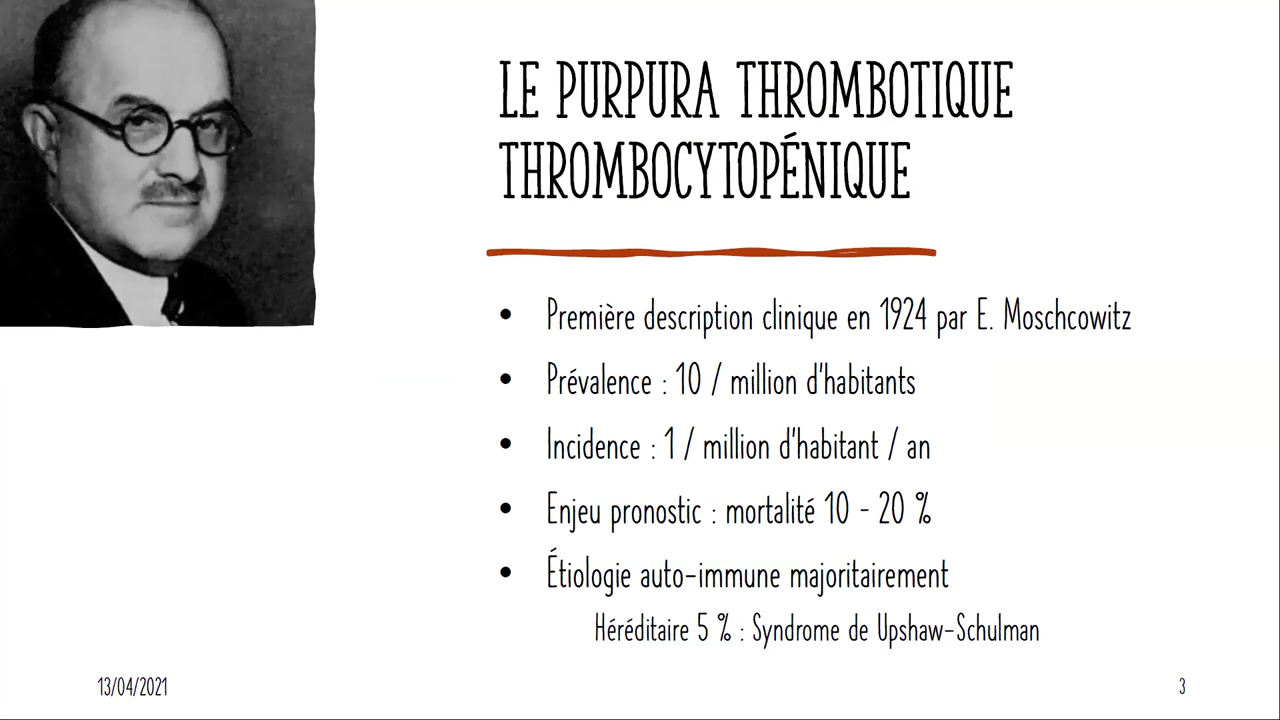 LE PURPURA THROMBOTIQUE
THROMBOCYTOPÉNIQUE
• Première description clinique en 1924 par E. Moschcowitz
• Prévalence : 10 / million d'habitants
• Incidence : 1 / million d'habitant / an
• Enjeu pronostic : mortalité 10 - 20 %
• Étiologie auto-immune majoritairement
Héréditaire 5 % : Syndrome de Upshaw-Schulman
13/04/2021
3